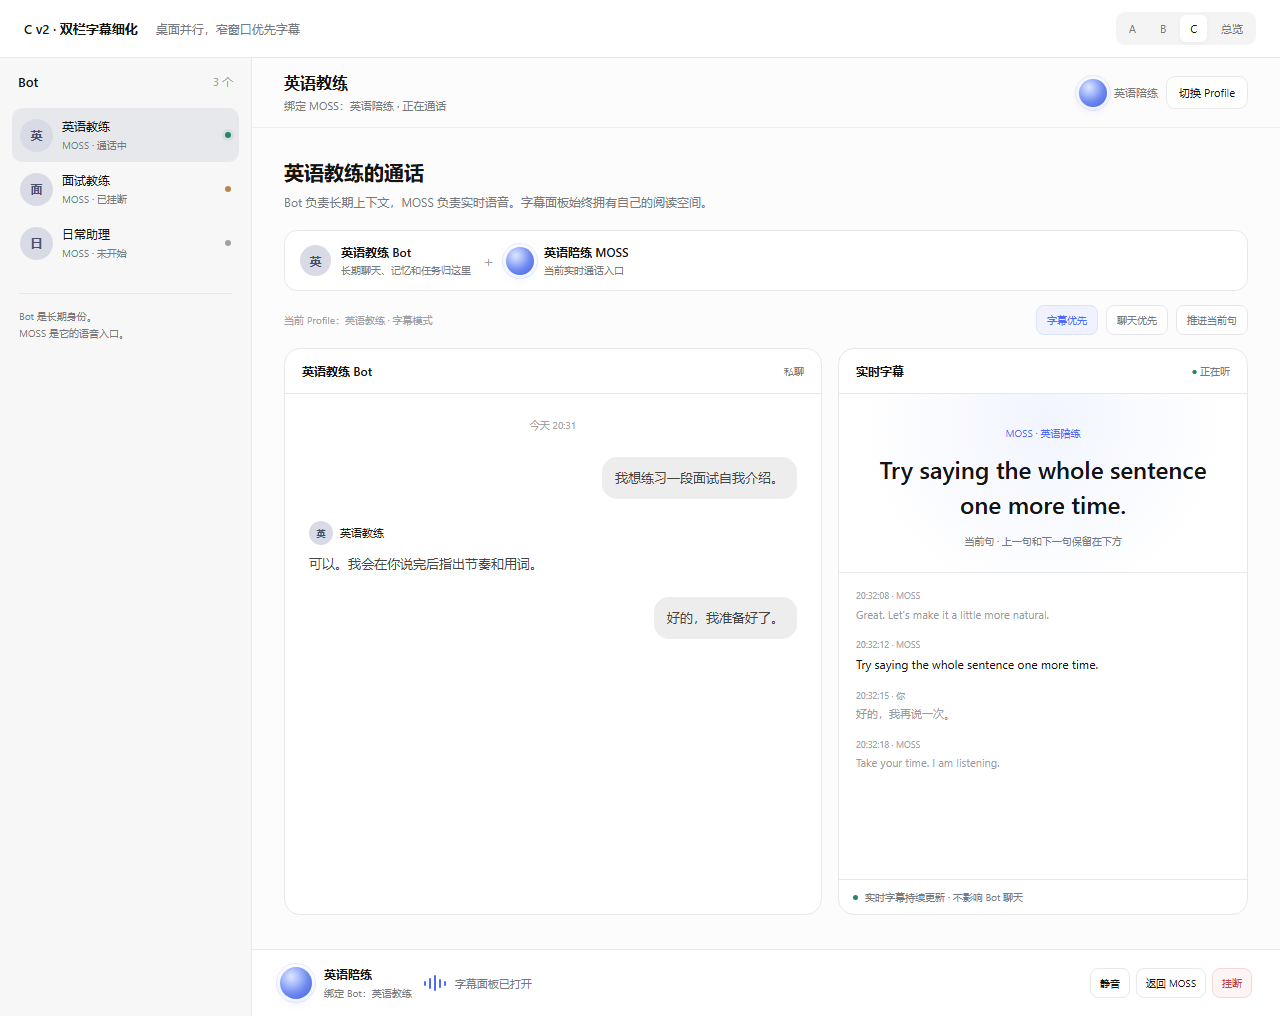 C v2 · 双栏字幕细化
桌面并行，窄窗口优先字幕
A
B
C
总览
Bot
3 个
英
英语教练
MOSS · 通话中
面
面试教练
MOSS · 已挂断
日
日常助理
MOSS · 未开始
Bot 是长期身份。
MOSS 是它的语音入口。
英语教练
绑定 MOSS：英语陪练 · 正在通话
英语陪练
切换 Profile
英语教练的通话
Bot 负责长期上下文，MOSS 负责实时语音。字幕面板始终拥有自己的阅读空间。
英
英语教练 Bot
长期聊天、记忆和任务归这里
+
英语陪练 MOSS
当前实时通话入口
当前 Profile：英语教练 · 字幕模式
字幕优先
聊天优先
推进当前句
英语教练 Bot
私聊
今天 20:31
我想练习一段面试自我介绍。
英
英语教练
可以。我会在你说完后指出节奏和用词。
好的，我准备好了。
实时字幕
正在听
MOSS · 英语陪练
Try saying the whole sentence
one more time.
当前句 · 上一句和下一句保留在下方
20:32:08 · MOSS
Great. Let's make it a little more natural.
20:32:12 · MOSS
Try saying the whole sentence one more time.
20:32:15 · 你
好的，我再说一次。
20:32:18 · MOSS
Take your time. I am listening.
实时字幕持续更新 · 不影响 Bot 聊天
英语陪练
绑定 Bot：英语教练
字幕面板已打开
静音
返回 MOSS
挂断